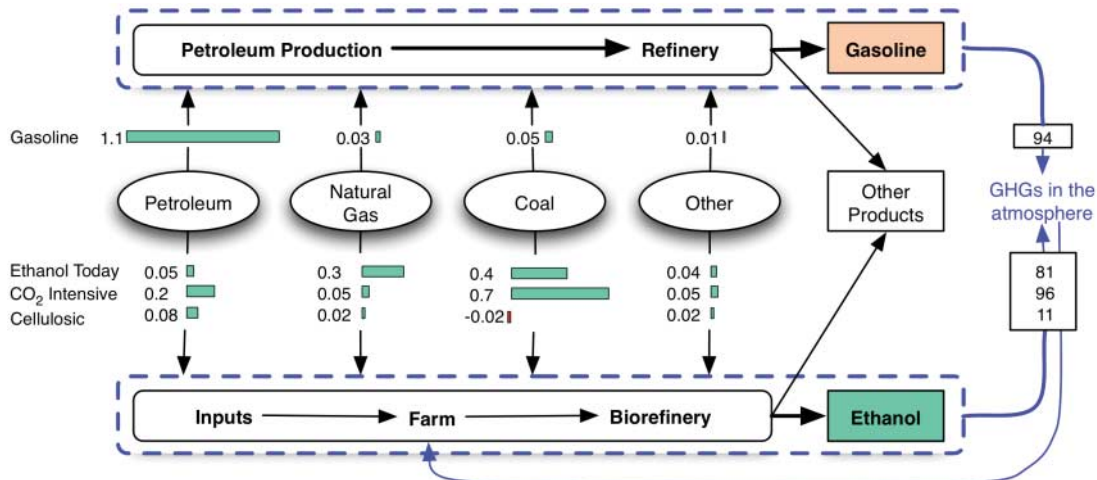 Petroleum Production Refinery Gasoline
Gasoline 1.1 0.03 0.05 0.01 94
Petroleum Natural Gas Coal Other Other Products GHGs in the atmosphere
Ethanol Today 0.05 0.3 0.4 0.04 81
CO2 Intensive 0.2 0.05 0.7 0.05 96
Cellulosic 0.08 0.02 -0.02 0.02 11
Inputs Farm Biorefinery Ethanol